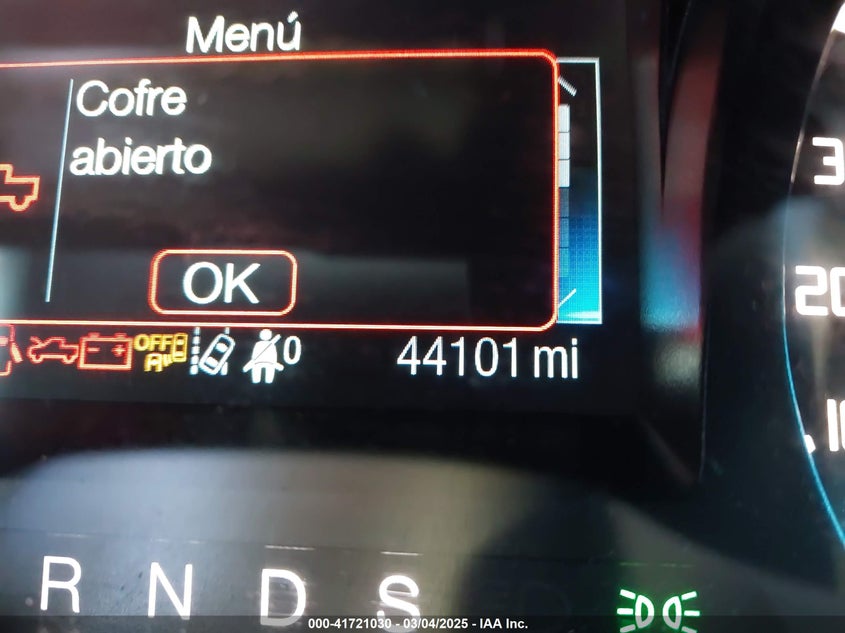 Menú
Cofre
abierto
OK
OFF
0
44101 mi
R N D S
000-41721030 - 03/04/2025 - IAA Inc.